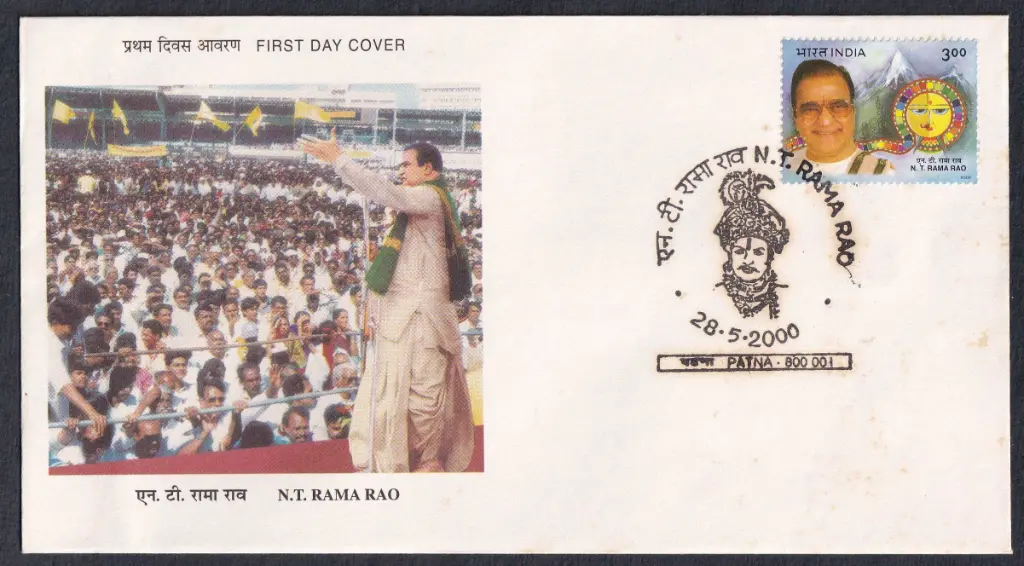 प्रथम दिवस आवरण FIRST DAY COVER
भारत INDIA 3.00
एन. टी. रामा राव
N. T. RAMA RAO
एन. टी. रामा राव N. T. RAMA RAO
28.5.2000
पटना PATNA - 800 001
एन. टी. रामा राव N.T. RAMA RAO